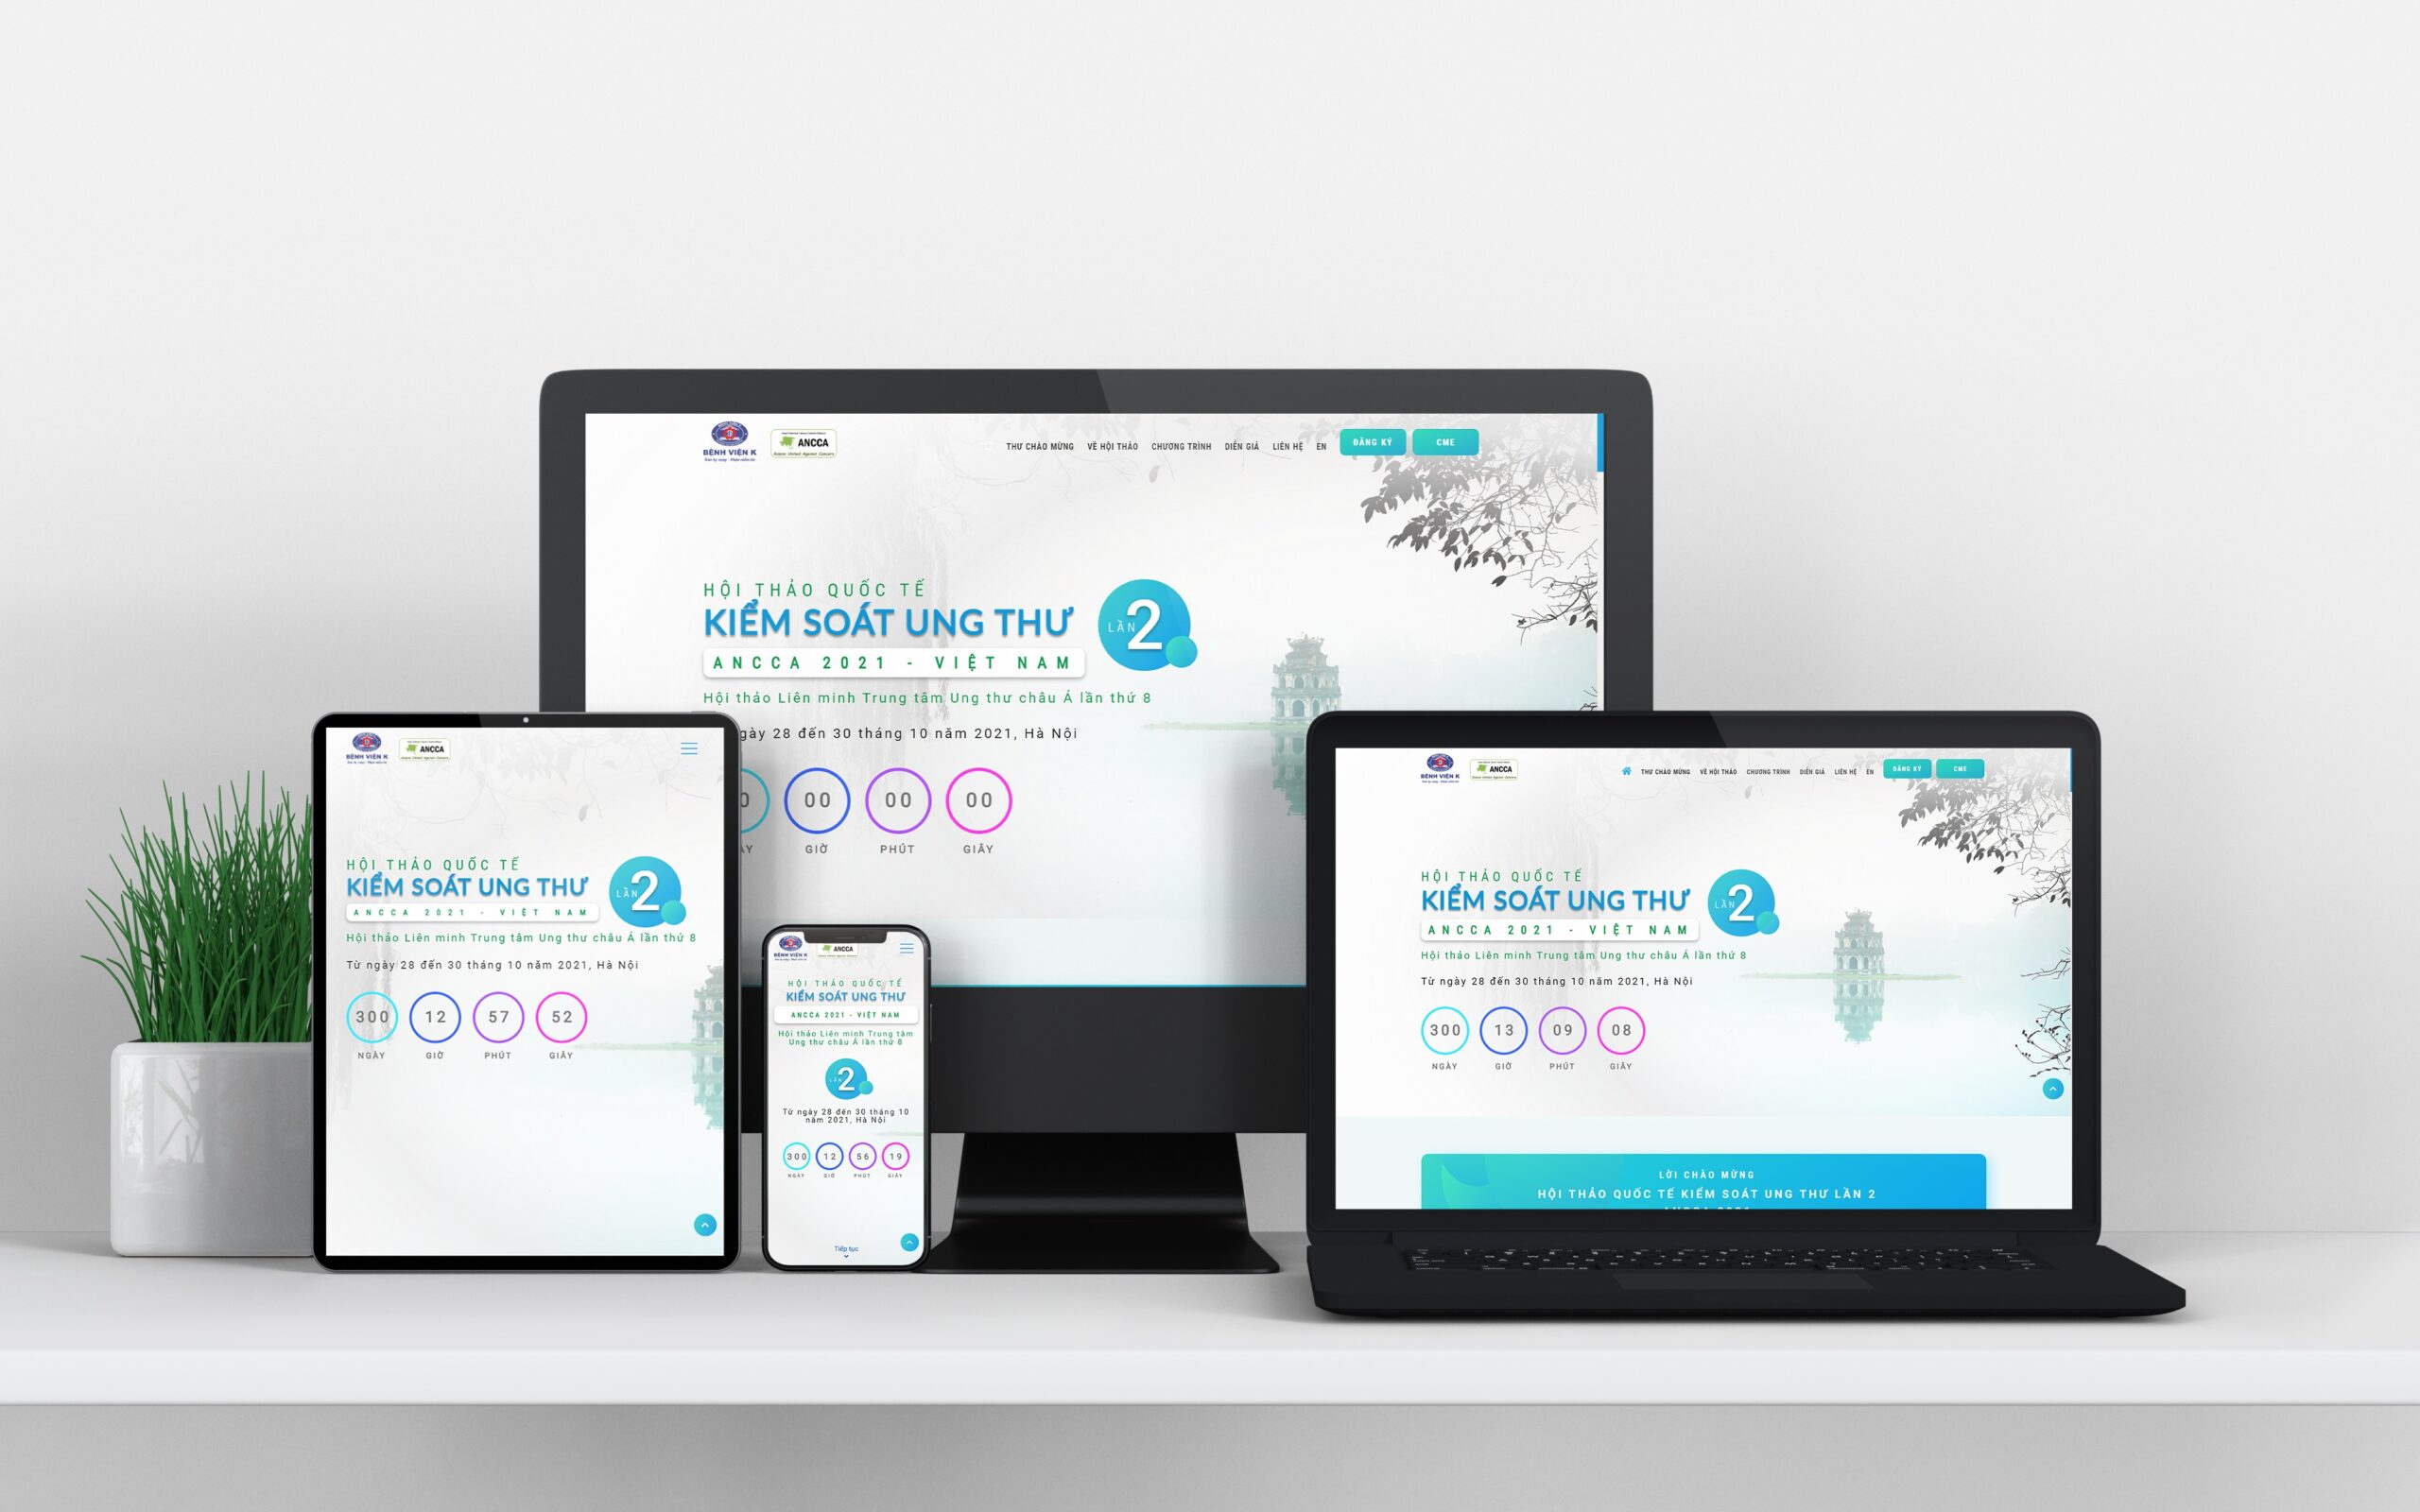 BỆNH VIỆN K
ANCCA
Asians United Against Cancers
THƯ CHÀO MỪNG VỀ HỘI THẢO CHƯƠNG TRÌNH DIỄN GIẢ LIÊN HỆ EN ĐĂNG KÝ CME
HỘI THẢO QUỐC TẾ
KIỂM SOÁT UNG THƯ
LẦN 2
ANCCA 2021 - VIỆT NAM
Hội thảo Liên minh Trung tâm Ung thư châu Á lần thứ 8
gày 28 đến 30 tháng 10 năm 2021, Hà Nội
0 00 00 00
ÀY GIỜ PHÚT GIÂY
BỆNH VIỆN K
ANCCA
HỘI THẢO QUỐC TẾ
KIỂM SOÁT UNG THƯ
LẦN 2
ANCCA 2021 - VIỆT NAM
Hội thảo Liên minh Trung tâm Ung thư châu Á lần thứ 8
Từ ngày 28 đến 30 tháng 10 năm 2021, Hà Nội
300 12 57 52
NGÀY GIỜ PHÚT GIÂY
BỆNH VIỆN K
ANCCA
HỘI THẢO QUỐC TẾ
KIỂM SOÁT UNG THƯ
ANCCA 2021 - VIỆT NAM
Hội thảo Liên minh Trung tâm
Ung thư châu Á lần thứ 8
LẦN 2
Từ ngày 28 đến 30 tháng 10
năm 2021, Hà Nội
300 12 56 19
NGÀY GIỜ PHÚT GIÂY
Tiếp tục
BỆNH VIỆN K
ANCCA
THƯ CHÀO MỪNG VỀ HỘI THẢO CHƯƠNG TRÌNH DIỄN GIẢ LIÊN HỆ EN ĐĂNG KÝ CME
HỘI THẢO QUỐC TẾ
KIỂM SOÁT UNG THƯ
LẦN 2
ANCCA 2021 - VIỆT NAM
Hội thảo Liên minh Trung tâm Ung thư châu Á lần thứ 8
Từ ngày 28 đến 30 tháng 10 năm 2021, Hà Nội
300 13 09 08
NGÀY GIỜ PHÚT GIÂY
LỜI CHÀO MỪNG
HỘI THẢO QUỐC TẾ KIỂM SOÁT UNG THƯ LẦN 2
ANCCA 2021